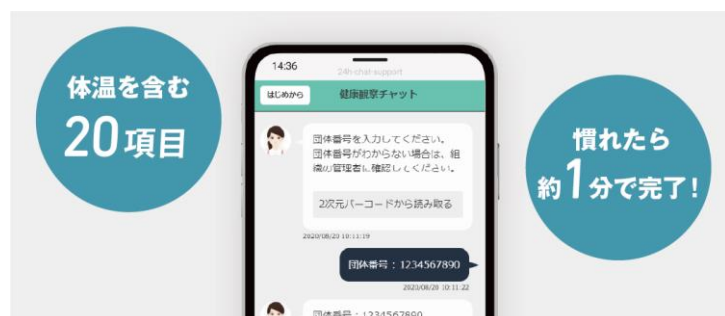 体温を含む
20項目
14:36
24h chat support
はじめから
健康観察チャット
団体番号を入力してください。
団体番号がわからない場合は、組
織の管理者に確認してください。
2次元バーコードから読み取る
2020/08/20 10:11:19
団体番号：1234567890
2020/08/20 10:11:22
団体番号：1234567890
慣れたら
約1分で完了！